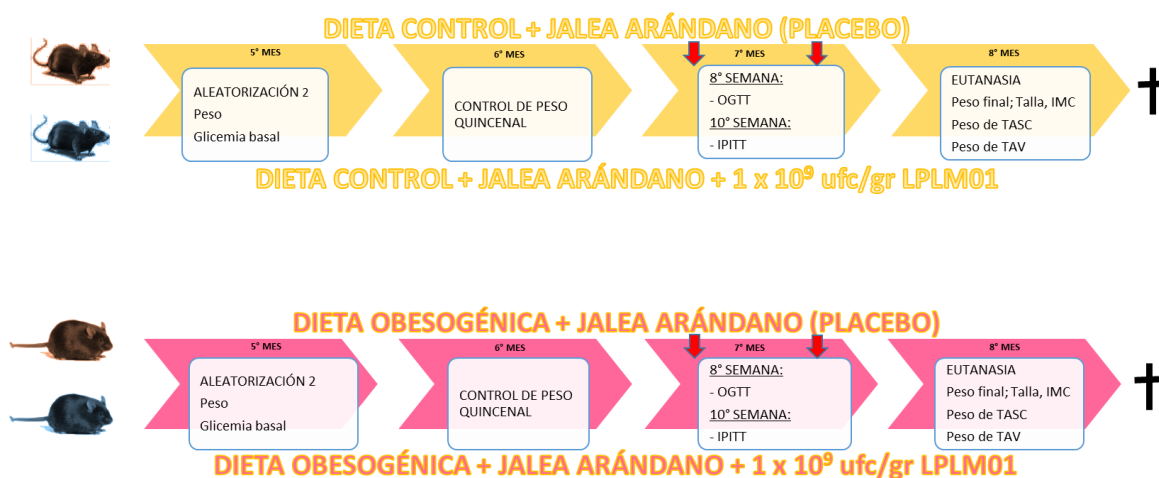 DIETA CONTROL + JALEA ARÁNDANO (PLACEBO)
5° MES
ALEATORIZACIÓN 2
Peso
Glicemia basal
6° MES
CONTROL DE PESO
QUINCENAL
7° MES
8° SEMANA:
- OGTT
10° SEMANA:
- IPITT
8° MES
EUTANASIA
Peso final; Talla, IMC
Peso de TASC
Peso de TAV
DIETA CONTROL + JALEA ARÁNDANO + 1 x 10⁹ ufc/gr LPLM01
DIETA OBESOGÉNICA + JALEA ARÁNDANO (PLACEBO)
5° MES
ALEATORIZACIÓN 2
Peso
Glicemia basal
6° MES
CONTROL DE PESO
QUINCENAL
7° MES
8° SEMANA:
- OGTT
10° SEMANA:
- IPITT
8° MES
EUTANASIA
Peso final; Talla, IMC
Peso de TASC
Peso de TAV
DIETA OBESOGÉNICA + JALEA ARÁNDANO + 1 x 10⁹ ufc/gr LPLM01